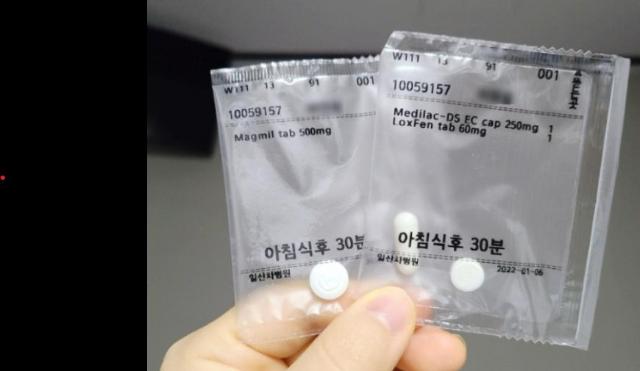 W111 13 91 001
10059157
Magmil tab 500mg
아침식후 30분
일산차병원
W111 13 91 001
10059157
Medilac-DS EC cap 250mg 1
LoxFen tab 60mg 1
아침식후 30분
일산차병원 2022-01-06